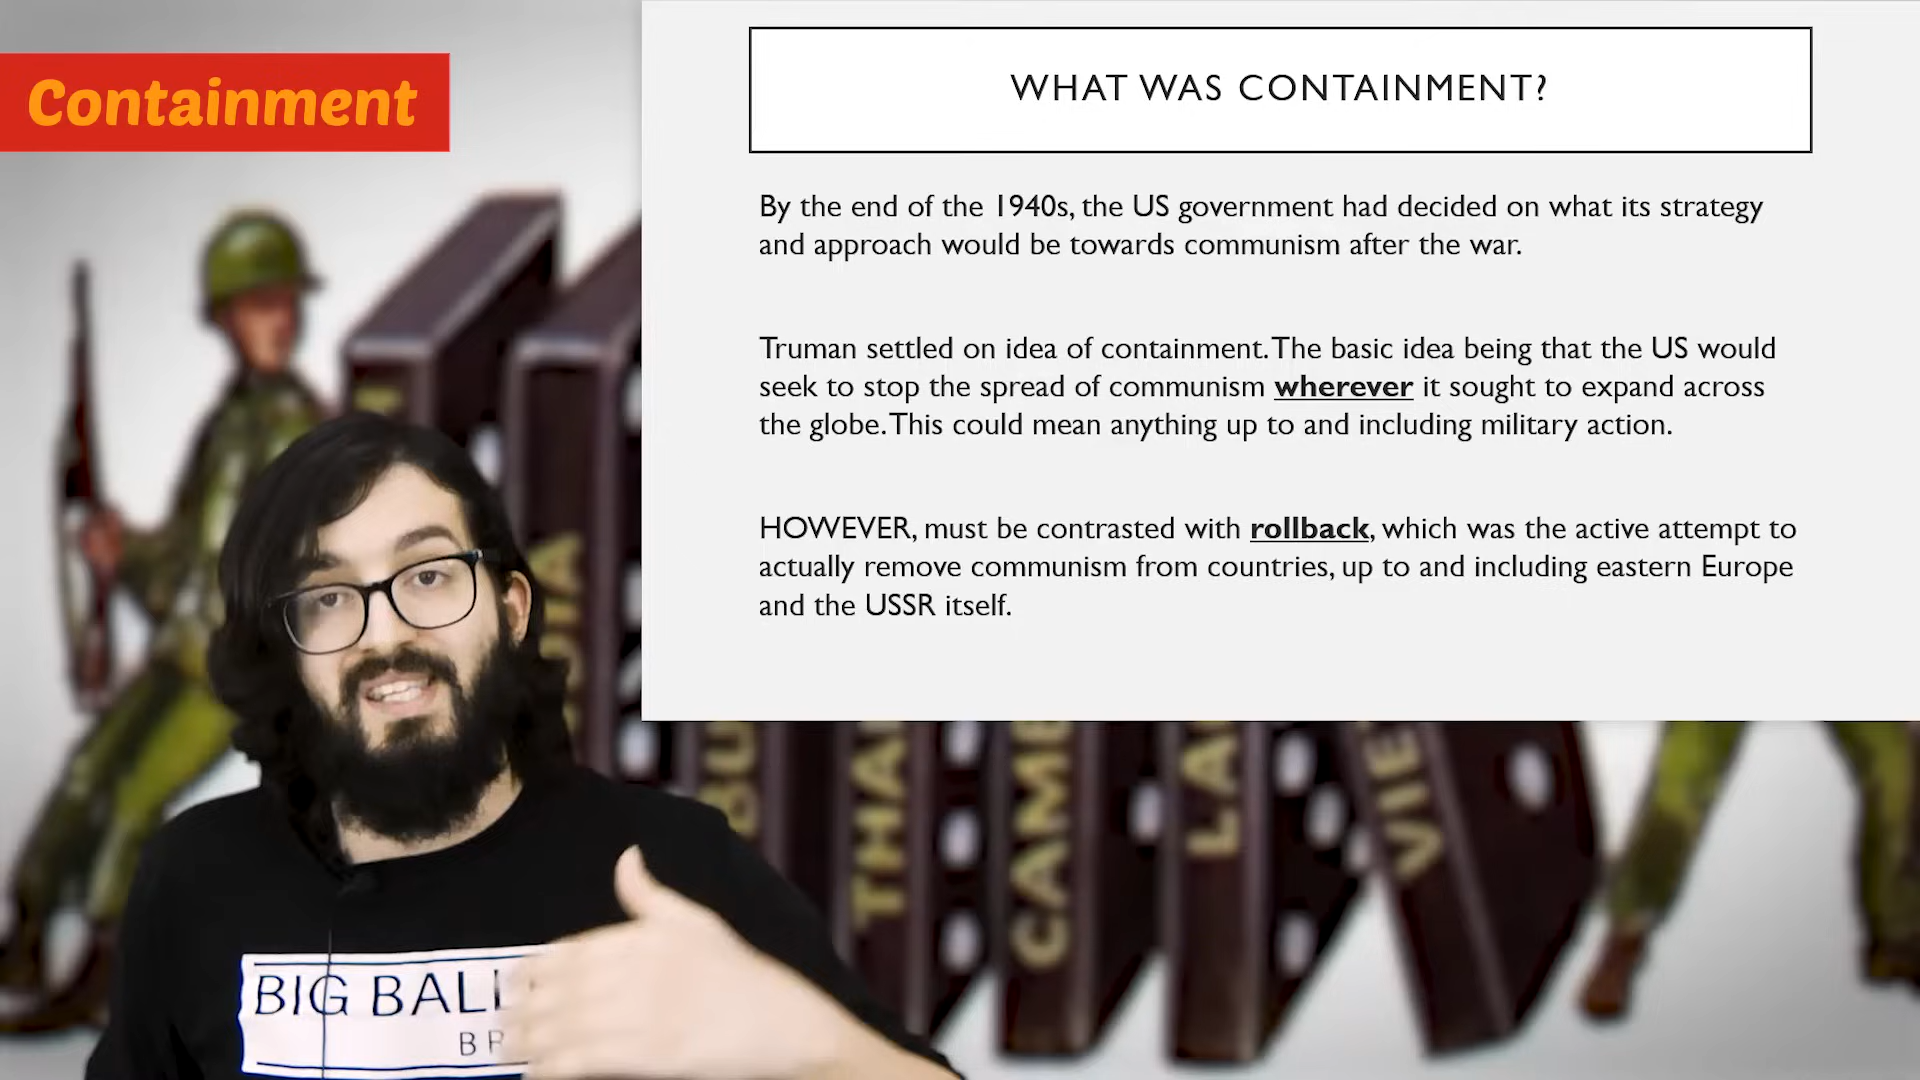 Containment
WHAT WAS CONTAINMENT?
By the end of the 1940s, the US government had decided on what its strategy
and approach would be towards communism after the war.
Truman settled on idea of containment. The basic idea being that the US would
seek to stop the spread of communism wherever it sought to expand across
the globe. This could mean anything up to and including military action.
HOWEVER, must be contrasted with rollback, which was the active attempt to
actually remove communism from countries, up to and including eastern Europe
and the USSR itself.
BU
THA
CAMB
LA
VIE
BIG BALL
BR